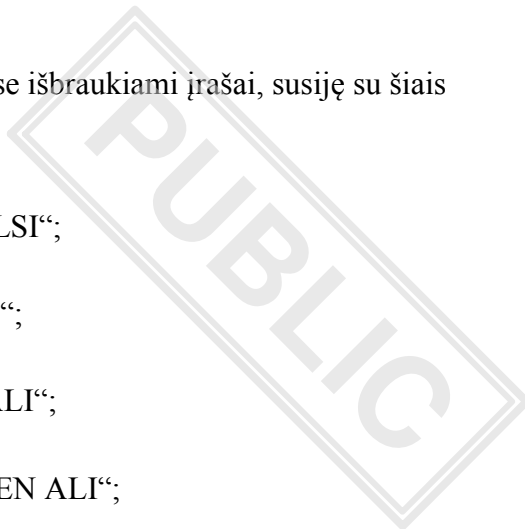 se išbraukiami įrašai, susiję su šiais
LSI“;
“;
ALI“;
EN ALI“;
PUBLIC